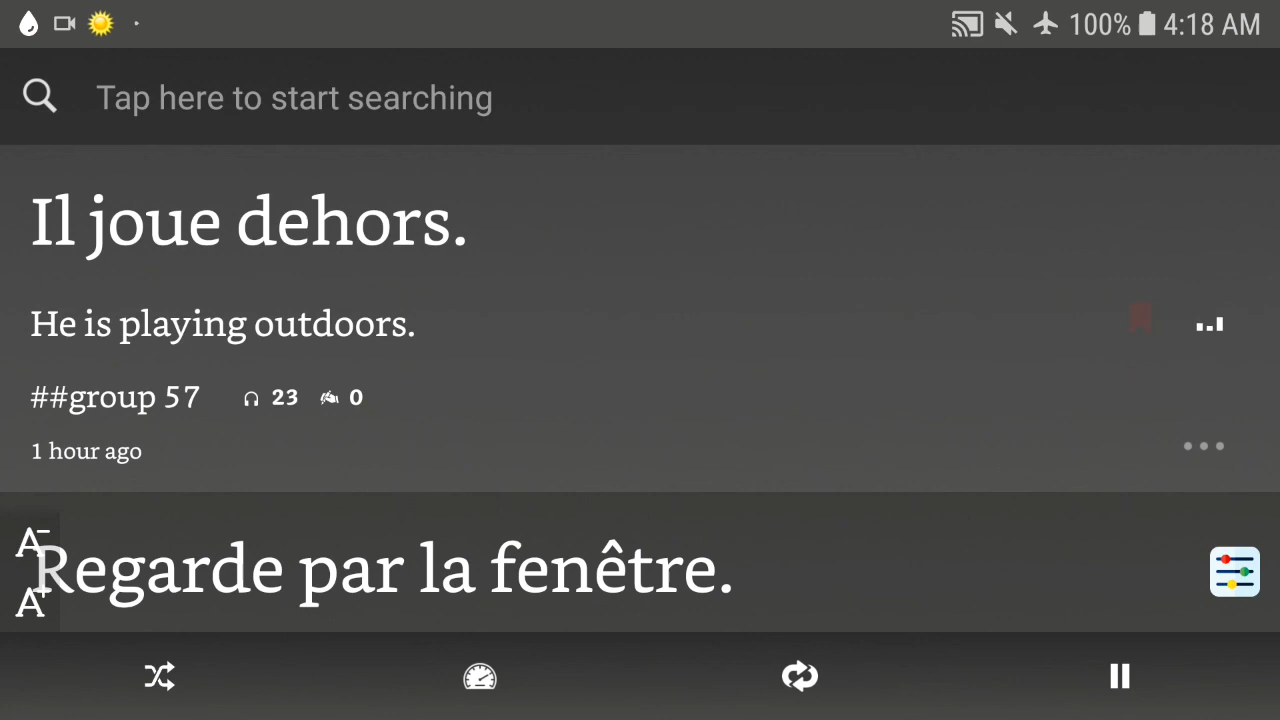 100% 4:18 AM
Tap here to start searching
Il joue dehors.
He is playing outdoors.
##group 57 23 0
1 hour ago
A-
Regarde par la fenêtre.
A+